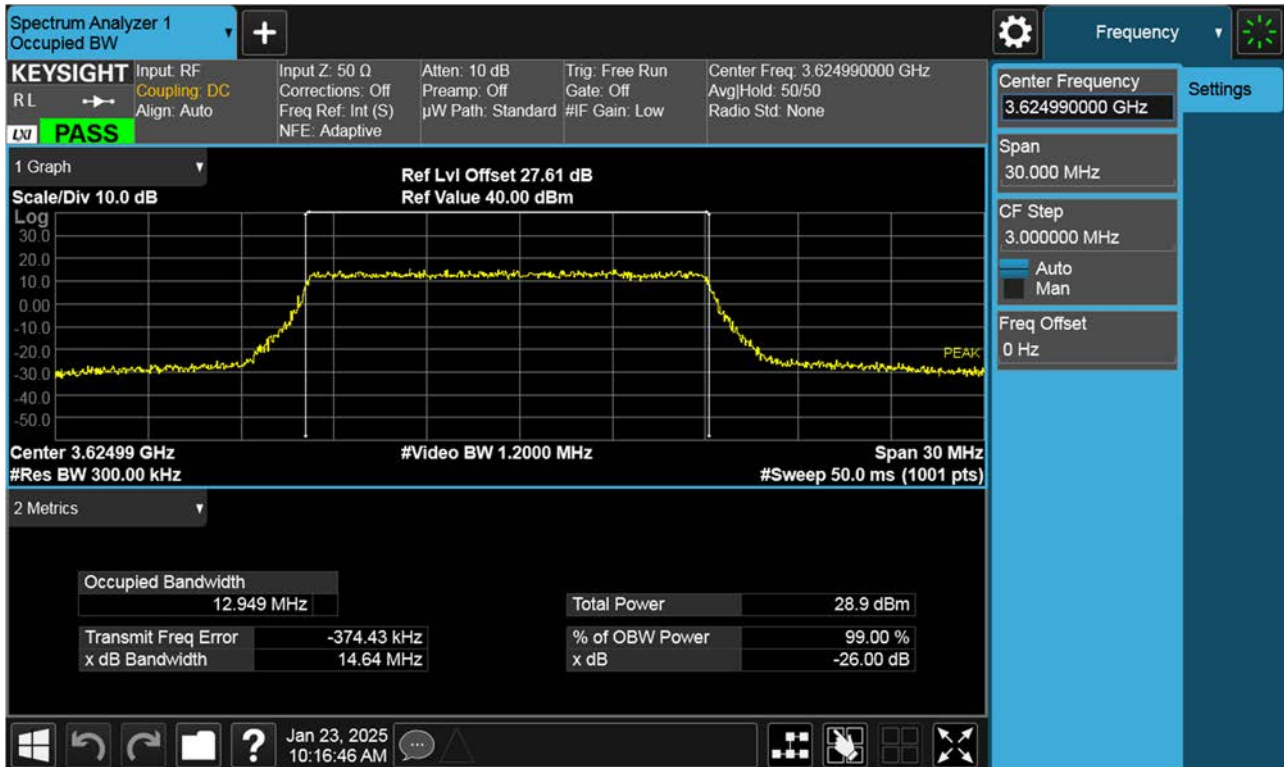 Spectrum Analyzer 1
Occupied BW
+
Frequency
KEYSIGHT
RL
LXI PASS
Input: RF
Coupling: DC
Align: Auto
Input Z: 50 Ω
Corrections: Off
Freq Ref: Int (S)
NFE: Adaptive
Atten: 10 dB
Preamp: Off
µW Path: Standard
Trig: Free Run
Gate: Off
#IF Gain: Low
Center Freq: 3.624990000 GHz
Avg|Hold: 50/50
Radio Std: None
Center Frequency
3.624990000 GHz
Settings
Span
30.000 MHz
CF Step
3.000000 MHz
Auto
Man
Freq Offset
0 Hz
1 Graph
Scale/Div 10.0 dB
Ref Lvl Offset 27.61 dB
Ref Value 40.00 dBm
Log
30.0
20.0
10.0
0.00
-10.0
-20.0
-30.0
-40.0
-50.0
PEAK
Center 3.62499 GHz
#Video BW 1.2000 MHz
Span 30 MHz
#Res BW 300.00 kHz
#Sweep 50.0 ms (1001 pts)
2 Metrics
Occupied Bandwidth
12.949 MHz
Total Power 28.9 dBm
Transmit Freq Error -374.43 kHz
% of OBW Power 99.00 %
x dB Bandwidth 14.64 MHz
x dB -26.00 dB
?
Jan 23, 2025
10:16:46 AM